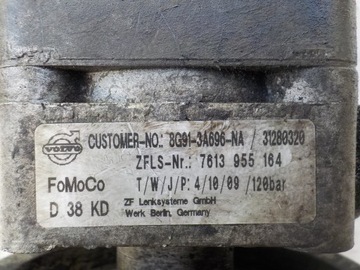 VOLVO
CUSTOMER-NO.: 8G91-3A696-NA / 31280320
ZFLS-Nr.: 7613 955 164
FoMoCo T/W/J/P: 4/10/09 /120bar
D 38 KD ZF Lenksysteme GmbH
Werk Berlin, Germany